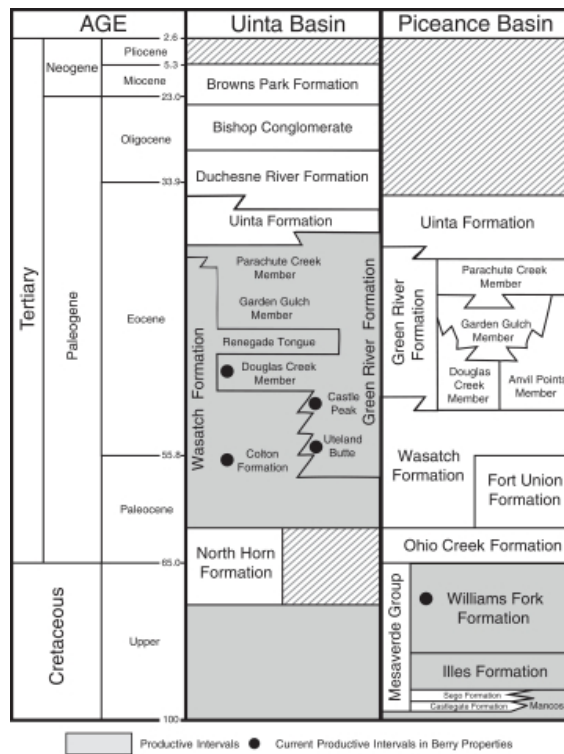 AGE
Uinta Basin
Piceance Basin
Tertiary
Cretaceous
Neogene
Paleogene
Pliocene
Miocene
Oligocene
Eocene
Paleocene
Upper
2.6
5.3
23.0
33.9
55.8
65.0
100
Browns Park Formation
Bishop Conglomerate
Duchesne River Formation
Uinta Formation
Wasatch Formation
Parachute Creek
Member
Garden Gulch
Member
Renegade Tongue
Douglas Creek
Member
Castle
Peak
Uteland
Butte
Colton
Formation
Green River Formation
North Horn
Formation
Uinta Formation
Green River
Formation
Parachute Creek
Member
Garden Gulch
Member
Douglas
Creek
Member
Anvil Points
Member
Wasatch
Formation
Fort Union
Formation
Ohio Creek Formation
Mesaverde Group
Williams Fork
Formation
Illes Formation
Sego Formation
Castlegate Formation
Mancos
Productive Intervals
Current Productive Intervals in Berry Properties